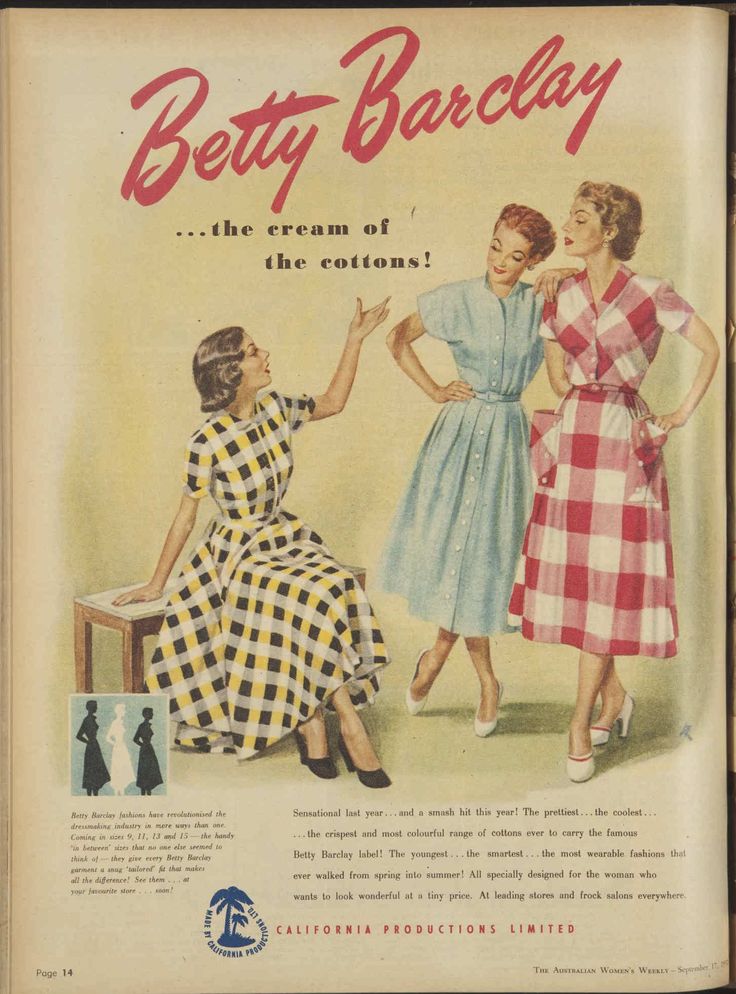 Betty Barclay
...the cream of
the cottons!
Betty Barclay fashions have revolutionised the
dressmaking industry in more ways than one.
Coming in sizes 9, 11, 13 and 15 — the handy
'in between' sizes that no one else seemed to
think of — they give every Betty Barclay
garment a snug 'tailored' fit that makes
all the difference! See them . . . at
your favourite store . . . soon!
Sensational last year . . . and a smash hit this year! The prettiest . . . the coolest . . .
. . . the crispest and most colourful range of cottons ever to carry the famous
Betty Barclay label! The youngest . . . the smartest . . . the most wearable fashions that
ever walked from spring into summer! All specially designed for the woman who
wants to look wonderful at a tiny price. At leading stores and frock salons everywhere.
MADE BY CALIFORNIA PRODUCTIONS LTD.
CALIFORNIA PRODUCTIONS LIMITED
Page 14
THE AUSTRALIAN WOMEN'S WEEKLY — September 17,